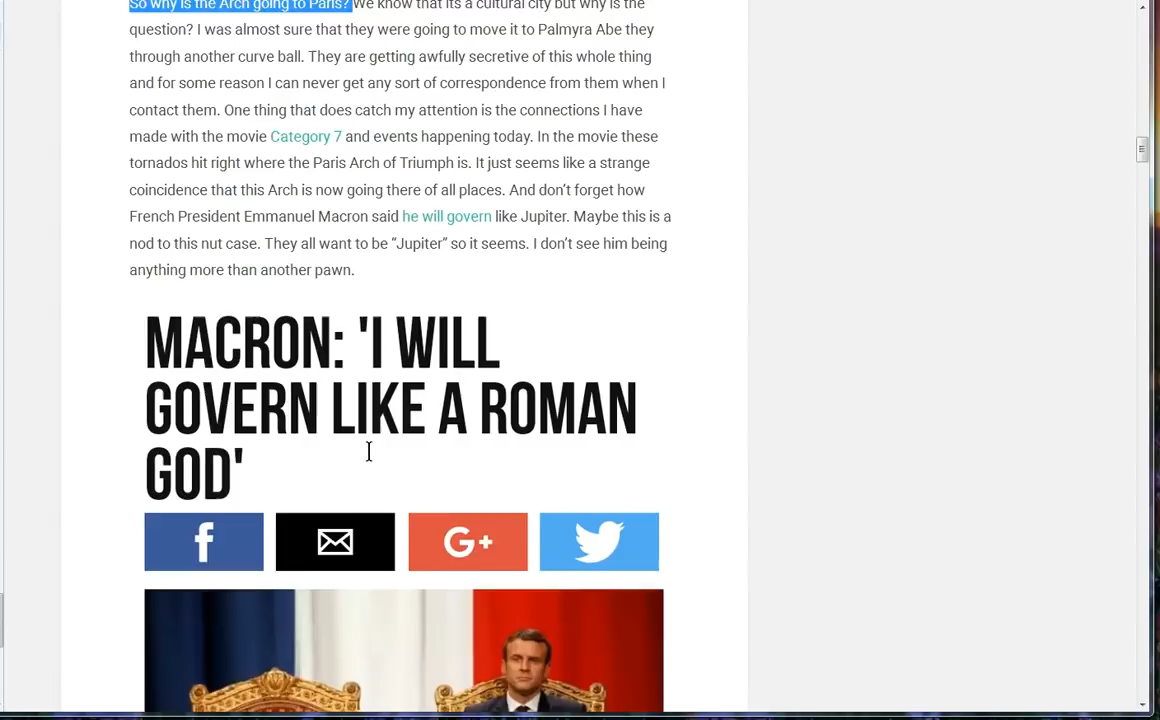 So why is the Arch going to Paris? We know that its a cultural city but why is the
question? I was almost sure that they were going to move it to Palmyra Abe they
through another curve ball. They are getting awfully secretive of this whole thing
and for some reason I can never get any sort of correspondence from them when I
contact them. One thing that does catch my attention is the connections I have
made with the movie Category 7 and events happening today. In the movie these
tornados hit right where the Paris Arch of Triumph is. It just seems like a strange
coincidence that this Arch is now going there of all places. And don’t forget how
French President Emmanuel Macron said he will govern like Jupiter. Maybe this is a
nod to this nut case. They all want to be “Jupiter” so it seems. I don’t see him being
anything more than another pawn.
MACRON: 'I WILL
GOVERN LIKE A ROMAN
GOD'
f G+